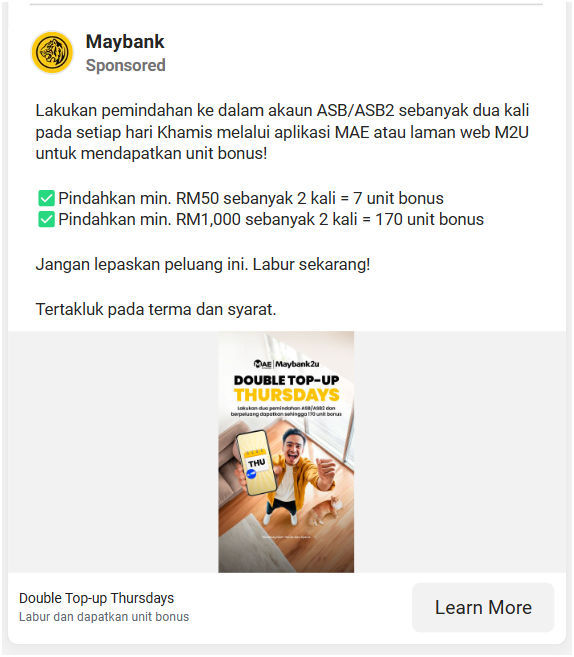 Maybank
Sponsored
Lakukan pemindahan ke dalam akaun ASB/ASB2 sebanyak dua kali
pada setiap hari Khamis melalui aplikasi MAE atau laman web M2U
untuk mendapatkan unit bonus!
✅Pindahkan min. RM50 sebanyak 2 kali = 7 unit bonus
✅Pindahkan min. RM1,000 sebanyak 2 kali = 170 unit bonus
Jangan lepaskan peluang ini. Labur sekarang!
Tertakluk pada terma dan syarat.
MAE | Maybank2u
DOUBLE TOP-UP
THURSDAYS
Lakukan dua pemindahan ASB/ASB2 dan
berpeluang dapatkan sehingga 170 unit bonus
THU
Double Top-up Thursdays
Labur dan dapatkan unit bonus
Learn More